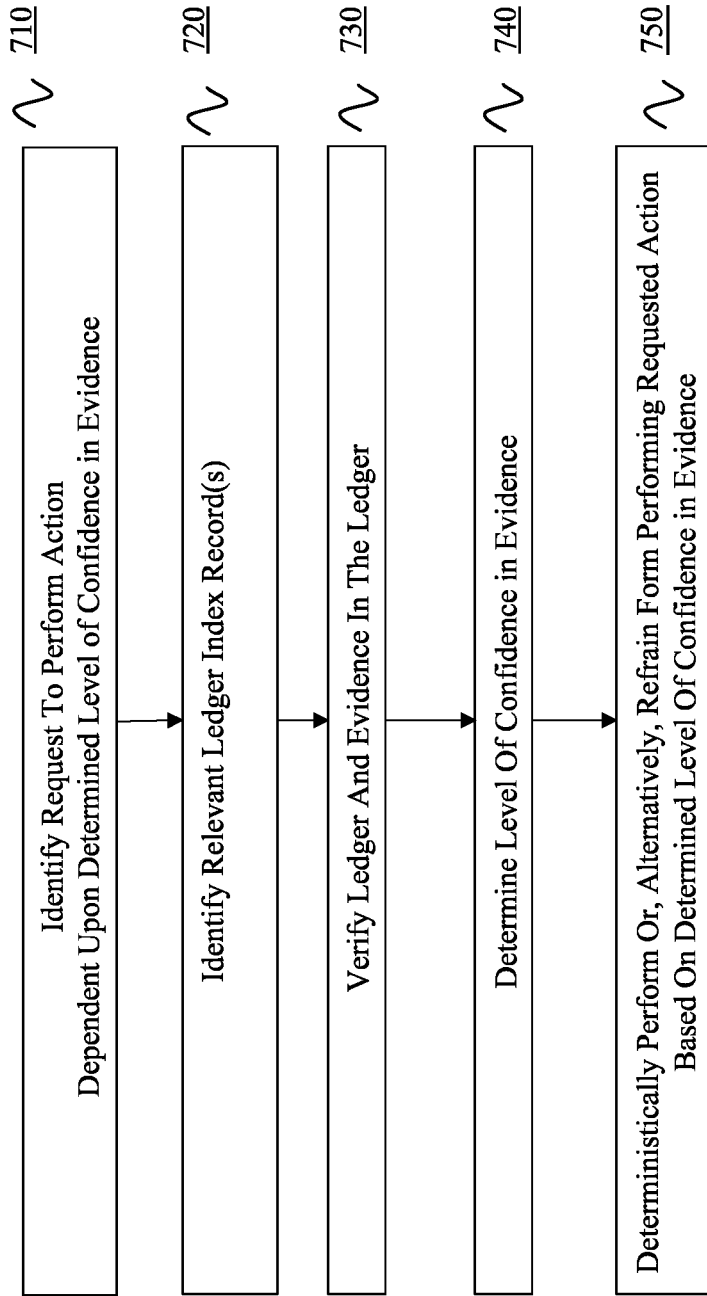 710
Identify Request To Perform Action
Dependent Upon Determined Level of Confidence in Evidence
720
Identify Relevant Ledger Index Record(s)
730
Verify Ledger And Evidence In The Ledger
740
Determine Level Of Confidence in Evidence
750
Deterministically Perform Or, Alternatively, Refrain Form Performing Requested Action
Based On Determined Level Of Confidence in Evidence